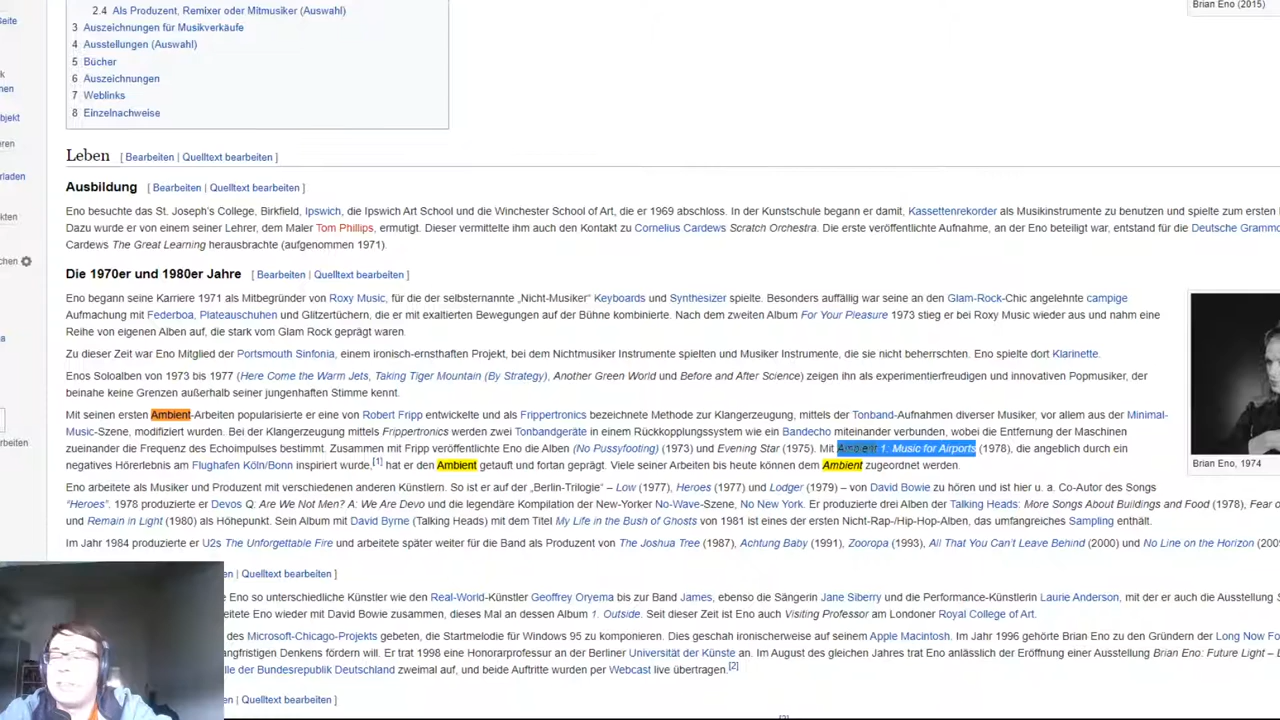 Seite
2.4 Als Produzent, Remixer oder Mitmusiker (Auswahl)
Brian Eno (2015)
3 Auszeichnungen für Musikverkäufe
4 Ausstellungen (Auswahl)
5 Bücher
6 Auszeichnungen
7 Weblinks
8 Einzelnachweise
Leben [ Bearbeiten | Quelltext bearbeiten ]
Ausbildung [ Bearbeiten | Quelltext bearbeiten ]
Eno besuchte das St. Joseph's College, Birkfield, Ipswich, die Ipswich Art School und die Winchester School of Art, die er 1969 abschloss. In der Kunstschule begann er damit, Kassettenrekorder als Musikinstrumente zu benutzen und spielte zum ersten
Dazu wurde er von einem seiner Lehrer, dem Maler Tom Phillips, ermutigt. Dieser vermittelte ihm auch den Kontakt zu Cornelius Cardews Scratch Orchestra. Die erste veröffentlichte Aufnahme, an der Eno beteiligt war, entstand für die Deutsche Grammo
Cardews The Great Learning herausbrachte (aufgenommen 1971).
Die 1970er und 1980er Jahre [ Bearbeiten | Quelltext bearbeiten ]
Eno begann seine Karriere 1971 als Mitbegründer von Roxy Music, für die der selbsternannte „Nicht-Musiker“ Keyboards und Synthesizer spielte. Besonders auffällig war seine an den Glam-Rock-Chic angelehnte campige
Aufmachung mit Federboa, Plateauschuhen und Glitzertüchern, die er mit exaltierten Bewegungen auf der Bühne kombinierte. Nach dem zweiten Album For Your Pleasure 1973 stieg er bei Roxy Music wieder aus und nahm eine
Reihe von eigenen Alben auf, die stark vom Glam Rock geprägt waren.
Zu dieser Zeit war Eno Mitglied der Portsmouth Sinfonia, einem ironisch-ernsthaften Projekt, bei dem Nichtmusiker Instrumente spielten und Musiker Instrumente, die sie nicht beherrschten. Eno spielte dort Klarinette.
Enos Soloalben von 1973 bis 1977 (Here Come the Warm Jets, Taking Tiger Mountain (By Strategy), Another Green World und Before and After Science) zeigen ihn als experimentierfreudigen und innovativen Popmusiker, der
beinahe keine Grenzen außerhalb seiner jungenhaften Stimme kennt.
Mit seinen ersten Ambient-Arbeiten popularisierte er eine von Robert Fripp entwickelte und als Frippertronics bezeichnete Methode zur Klangerzeugung, mittels der Tonband-Aufnahmen diverser Musiker, vor allem aus der Minimal-
Music-Szene, modifiziert wurden. Bei der Klangerzeugung mittels Frippertronics werden zwei Tonbandgeräte in einem Rückkopplungssystem wie ein Bandecho miteinander verbunden, wobei die Entfernung der Maschinen
zueinander die Frequenz des Echoimpulses bestimmt. Zusammen mit Fripp veröffentlichte Eno die Alben (No Pussyfooting) (1973) und Evening Star (1975). Mit Ambient 1: Music for Airports (1978), die angeblich durch ein
negatives Hörerlebnis am Flughafen Köln/Bonn inspiriert wurde,[1] hat er den Ambient getauft und fortan geprägt. Viele seiner Arbeiten bis heute können dem Ambient zugeordnet werden.
Brian Eno, 1974
Eno arbeitete als Musiker und Produzent mit verschiedenen anderen Künstlern. So ist er auf der „Berlin-Trilogie“ – Low (1977), Heroes (1977) und Lodger (1979) – von David Bowie zu hören und ist hier u. a. Co-Autor des Songs
“Heroes”. 1978 produzierte er Devos Q: Are We Not Men? A: We Are Devo und die legendäre Kompilation der New-Yorker No-Wave-Szene, No New York. Er produzierte drei Alben der Talking Heads: More Songs About Buildings and Food (1978), Fear o
und Remain in Light (1980) als Höhepunkt. Sein Album mit David Byrne (Talking Heads) mit dem Titel My Life in the Bush of Ghosts von 1981 ist eines der ersten Nicht-Rap-/Hip-Hop-Alben, das umfangreiches Sampling enthält.
Im Jahr 1984 produzierte er U2s The Unforgettable Fire und arbeitete später weiter für die Band als Produzent von The Joshua Tree (1987), Achtung Baby (1991), Zooropa (1993), All That You Can't Leave Behind (2000) und No Line on the Horizon (200
en | Quelltext bearbeiten ]
e Eno so unterschiedliche Künstler wie den Real-World-Künstler Geoffrey Oryema bis zur Band James, ebenso die Sängerin Jane Siberry und die Performance-Künstlerin Laurie Anderson, mit der er auch die Ausstellung S
eitete Eno wieder mit David Bowie zusammen, dieses Mal an dessen Album 1. Outside. Seit dieser Zeit ist Eno auch Visiting Professor am Londoner Royal College of Art.
des Microsoft-Chicago-Projekts gebeten, die Startmelodie für Windows 95 zu komponieren. Dies geschah ironischerweise auf seinem Apple Macintosh. Im Jahr 1996 gehörte Brian Eno zu den Gründern der Long Now Fo
angfristigen Denkens fördern will. Er trat 1998 eine Honorarprofessur an der Berliner Universität der Künste an. Im August des gleichen Jahres trat Eno anlässlich der Eröffnung einer Ausstellung Brian Eno: Future Light – L
lle der Bundesrepublik Deutschland zweimal auf, und beide Auftritte wurden per Webcast live übertragen.[2]
en | Quelltext bearbeiten ]